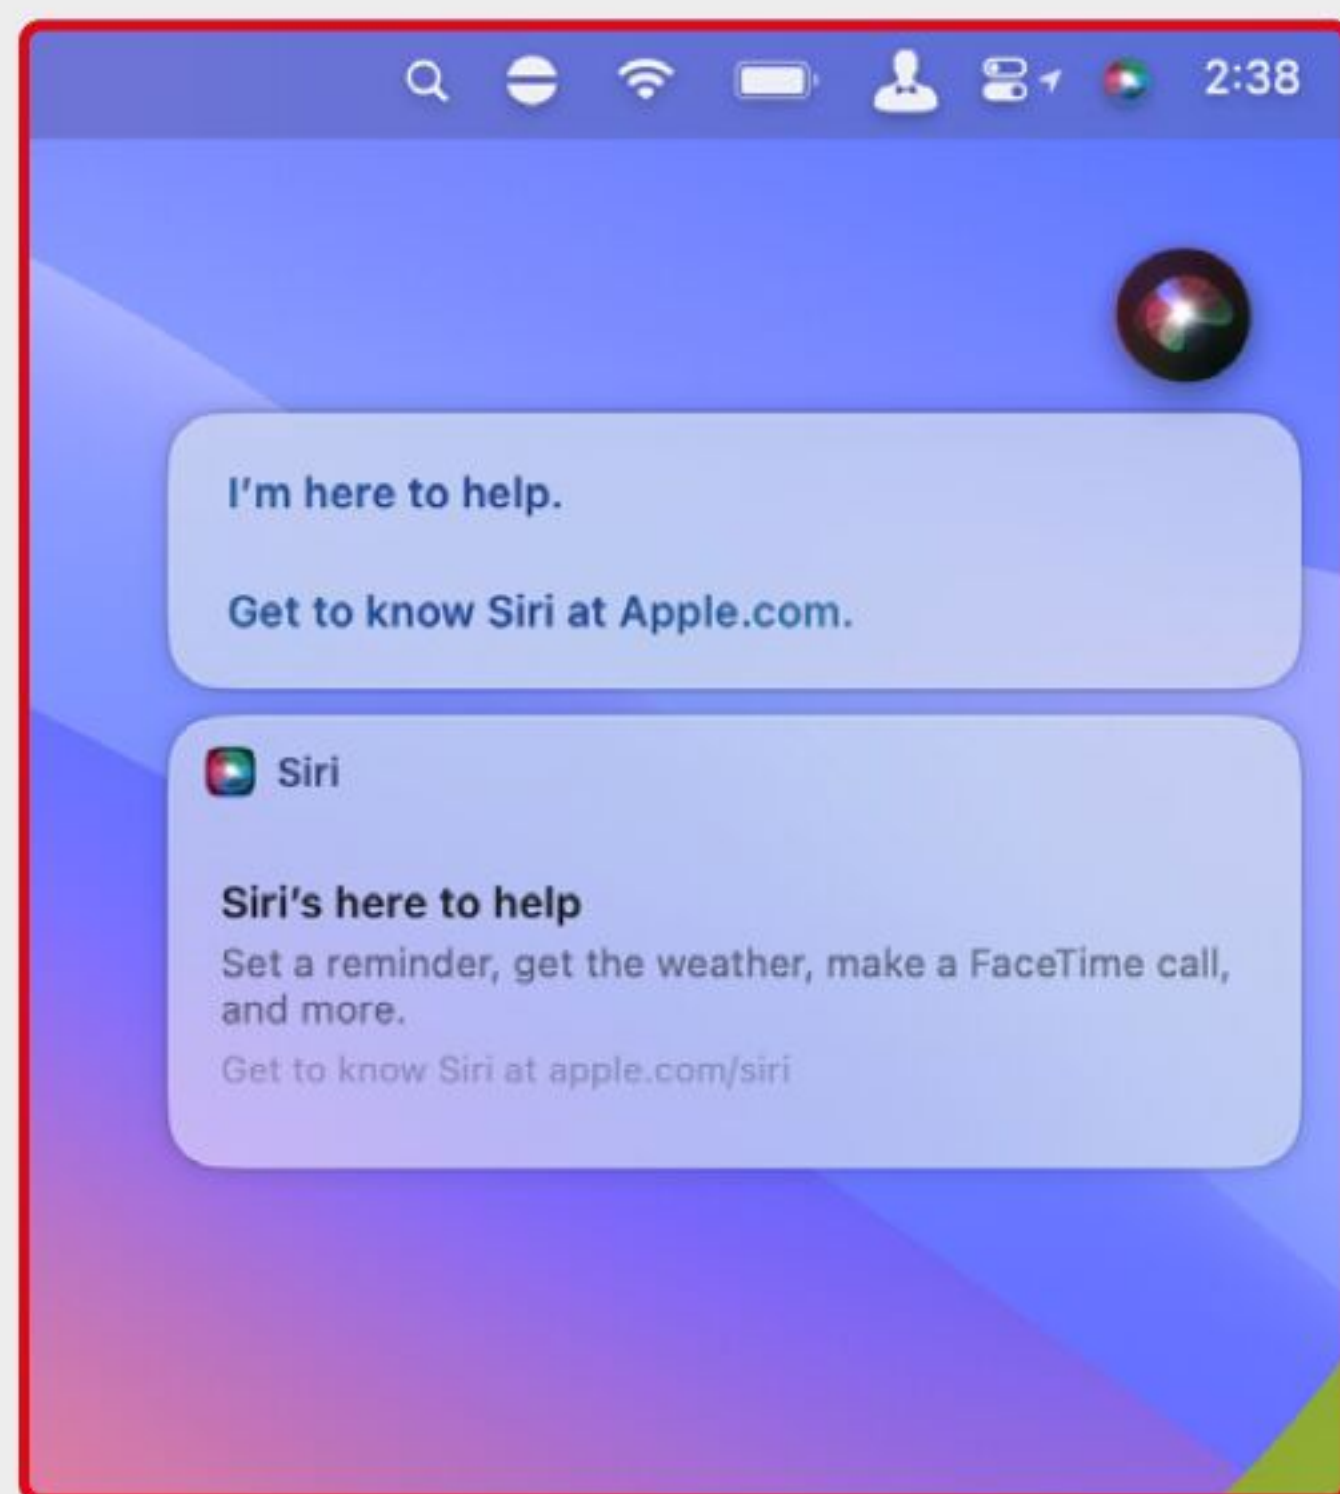 2:38
I’m here to help.
Get to know Siri at Apple.com.
Siri
Siri’s here to help
Set a reminder, get the weather, make a FaceTime call,
and more.
Get to know Siri at apple.com/siri